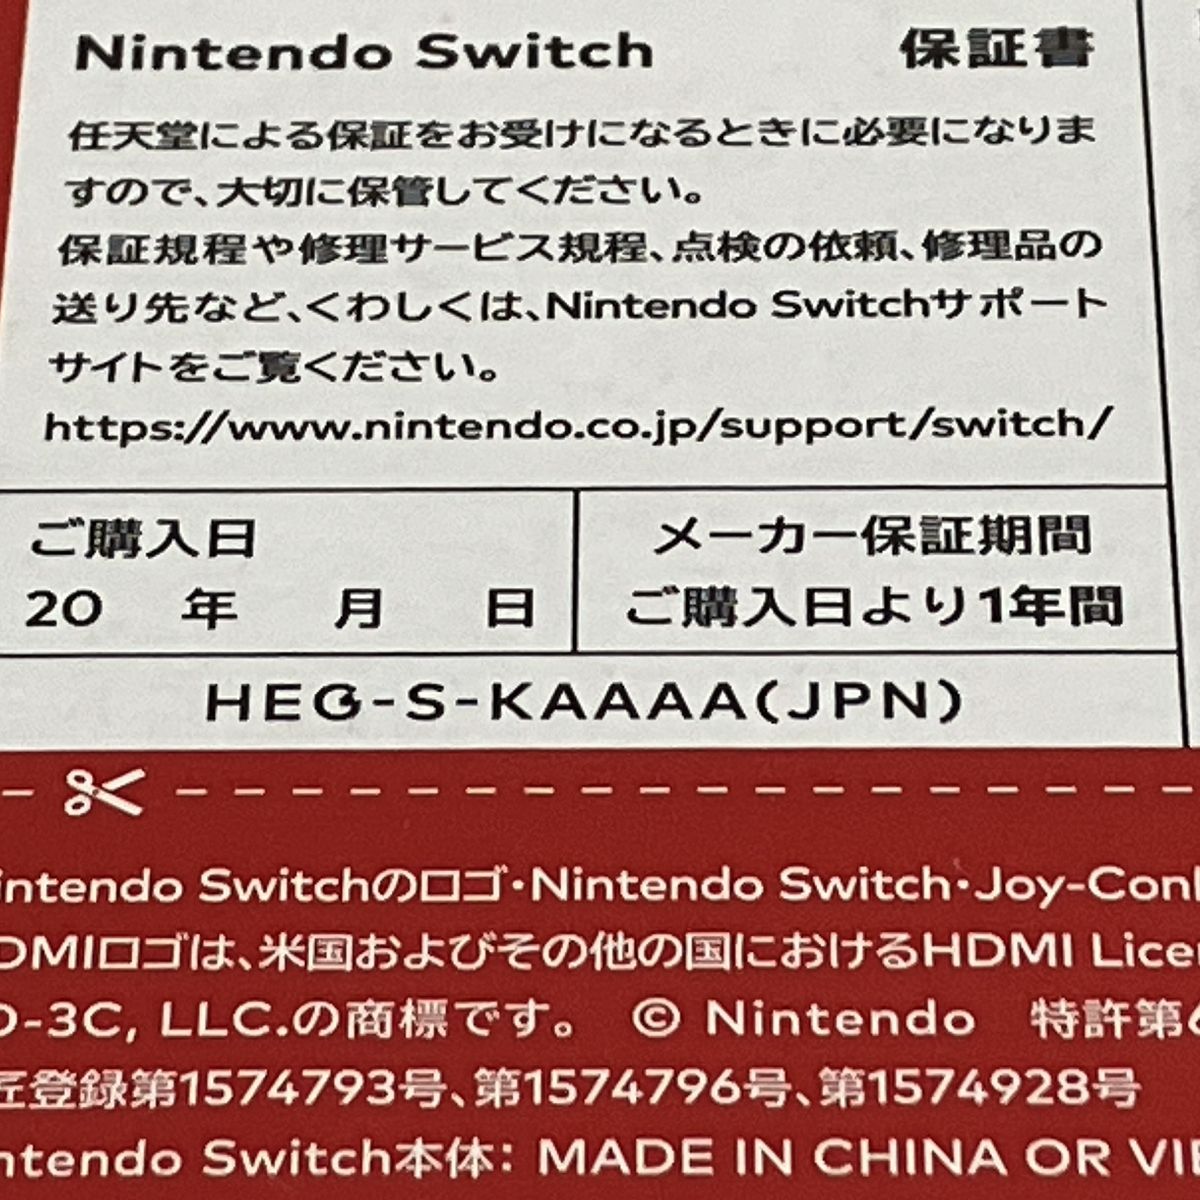 Nintendo Switch 保証書
任天堂による保証をお受けになるときに必要になりま
すので、大切に保管してください。
保証規程や修理サービス規程、点検の依頼、修理品の
送り先など、くわしくは、Nintendo Switchサポート
サイトをご覧ください。
https://www.nintendo.co.jp/support/switch/
ご購入日
20 年 月 日
メーカー保証期間
ご購入日より1年間
HEG-S-KAAAA(JPN)
intendo Switchのロゴ・Nintendo Switch・Joy-Con
DMIロゴは、米国およびその他の国におけるHDMI Lice
D-3C, LLC.の商標です。 © Nintendo 特許第6
匠登録第1574793号、第1574796号、第1574928号
ntendo Switch本体： MADE IN CHINA OR VIE